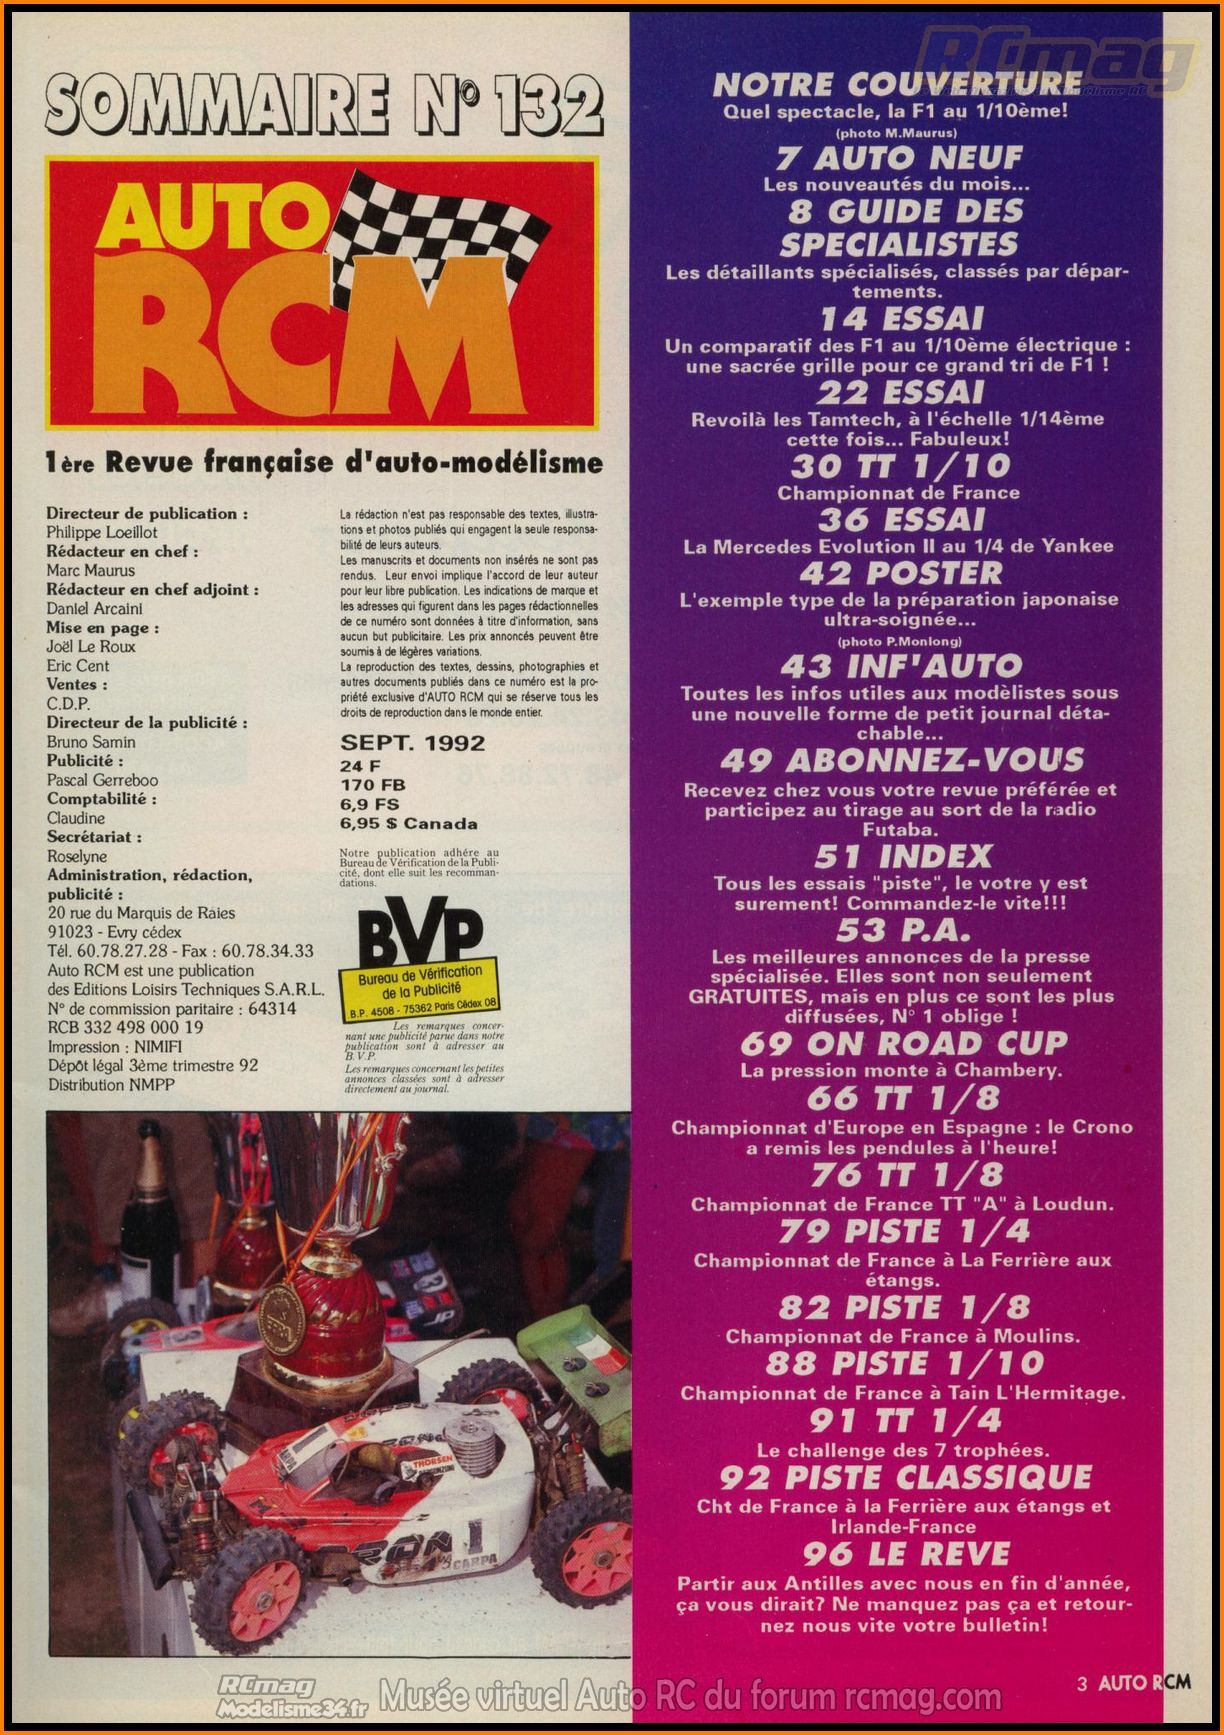 SOMMAIRE N° 132
AUTO
RCM
1ère Revue française d'auto-modélisme
Directeur de publication :
Philippe Loeillot
Rédacteur en chef :
Marc Maurus
Rédacteur en chef adjoint :
Daniel Arcaini
Mise en page :
Joël Le Roux
Eric Cent
Ventes :
C.D.P.
Directeur de la publicité :
Bruno Samin
Publicité :
Pascal Gerreboo
Comptabilité :
Claudine
Secrétariat :
Roselyne
Administration, rédaction,
publicité :
20 rue du Marquis de Raies
91023 - Evry cédex
Tél. 60.78.27.28 - Fax : 60.78.34.33
Auto RCM est une publication
des Editions Loisirs Techniques S.A.R.L.
N° de commission paritaire : 64314
RCB 332 498 000 19
Impression : NIMIFI
Dépôt légal 3ème trimestre 92
Distribution NMPP
La rédaction n'est pas responsable des textes, illustra-
tions et photos publiés qui engagent la seule responsa-
bilité de leurs auteurs.
Les manuscrits et documents non insérés ne sont pas
rendus. Leur envoi implique l'accord de leur auteur
pour leur libre publication. Les indications de marque et
les adresses qui figurent dans les pages rédactionnelles
de ce numéro sont données à titre d'information, sans
aucun but publicitaire. Les prix annoncés peuvent être
soumis à de légères variations.
La reproduction des textes, dessins, photographies et
autres documents publiés dans ce numéro est la pro-
priété exclusive d'AUTO RCM qui se réserve tous les
droits de reproduction dans le monde entier.
SEPT. 1992
24 F
170 FB
6,9 FS
6,95 $ Canada
Notre publication adhére au
Bureau de Vérification de la Publi-
cité, dont elle suit les recomman-
dations.
BVP
Bureau de Vérification
de la Publicité
B.P. 4508 - 75362 Paris Cédex 08
Les remarques concer-
nant une publicité parue dans notre
publication sont à adresser au
B.V.P.
Les remarques concernant les petites
annonces classées sont à adresser
directement au journal.
RCmag
NOTRE COUVERTURE
Quel spectacle, la F1 au 1/10ème!
(photo M.Maurus)
7 AUTO NEUF
Les nouveautés du mois...
8 GUIDE DES
SPECIALISTES
Les détaillants spécialisés, classés par dépar-
tements.
14 ESSAI
Un comparatif des F1 au 1/10ème électrique :
une sacrée grille pour ce grand tri de F1 !
22 ESSAI
Revoilà les Tamtech, à l'échelle 1/14ème
cette fois... Fabuleux!
30 TT 1/10
Championnat de France
36 ESSAI
La Mercedes Evolution II au 1/4 de Yankee
42 POSTER
L'exemple type de la préparation japonaise
ultra-soignée...
(photo P.Monlong)
43 INF'AUTO
Toutes les infos utiles aux modèlistes sous
une nouvelle forme de petit journal déta-
chable...
49 ABONNEZ-VOUS
Recevez chez vous votre revue préférée et
participez au tirage au sort de la radio
Futaba.
51 INDEX
Tous les essais "piste", le votre y est
surement! Commandez-le vite!!!
53 P.A.
Les meilleures annonces de la presse
spécialisée. Elles sont non seulement
GRATUITES, mais en plus ce sont les plus
diffusées, N° 1 oblige !
69 ON ROAD CUP
La pression monte à Chambery.
66 TT 1/8
Championnat d'Europe en Espagne : le Crono
a remis les pendules à l'heure!
76 TT 1/8
Championnat de France TT "A" à Loudun.
79 PISTE 1/4
Championnat de France à La Ferrière aux
étangs.
82 PISTE 1/8
Championnat de France à Moulins.
88 PISTE 1/10
Championnat de France à Tain L'Hermitage.
91 TT 1/4
Le challenge des 7 trophées.
92 PISTE CLASSIQUE
Cht de France à la Ferrière aux étangs et
Irlande-France
96 LE REVE
Partir aux Antilles avec nous en fin d'année,
ça vous dirait? Ne manquez pas ça et retour-
nez nous vite votre bulletin!
JP
THORSEN
1
CARPA
3 AUTO RCM
RCmag
Modelisme34.fr
Musée virtuel Auto RC du forum rcmag.com